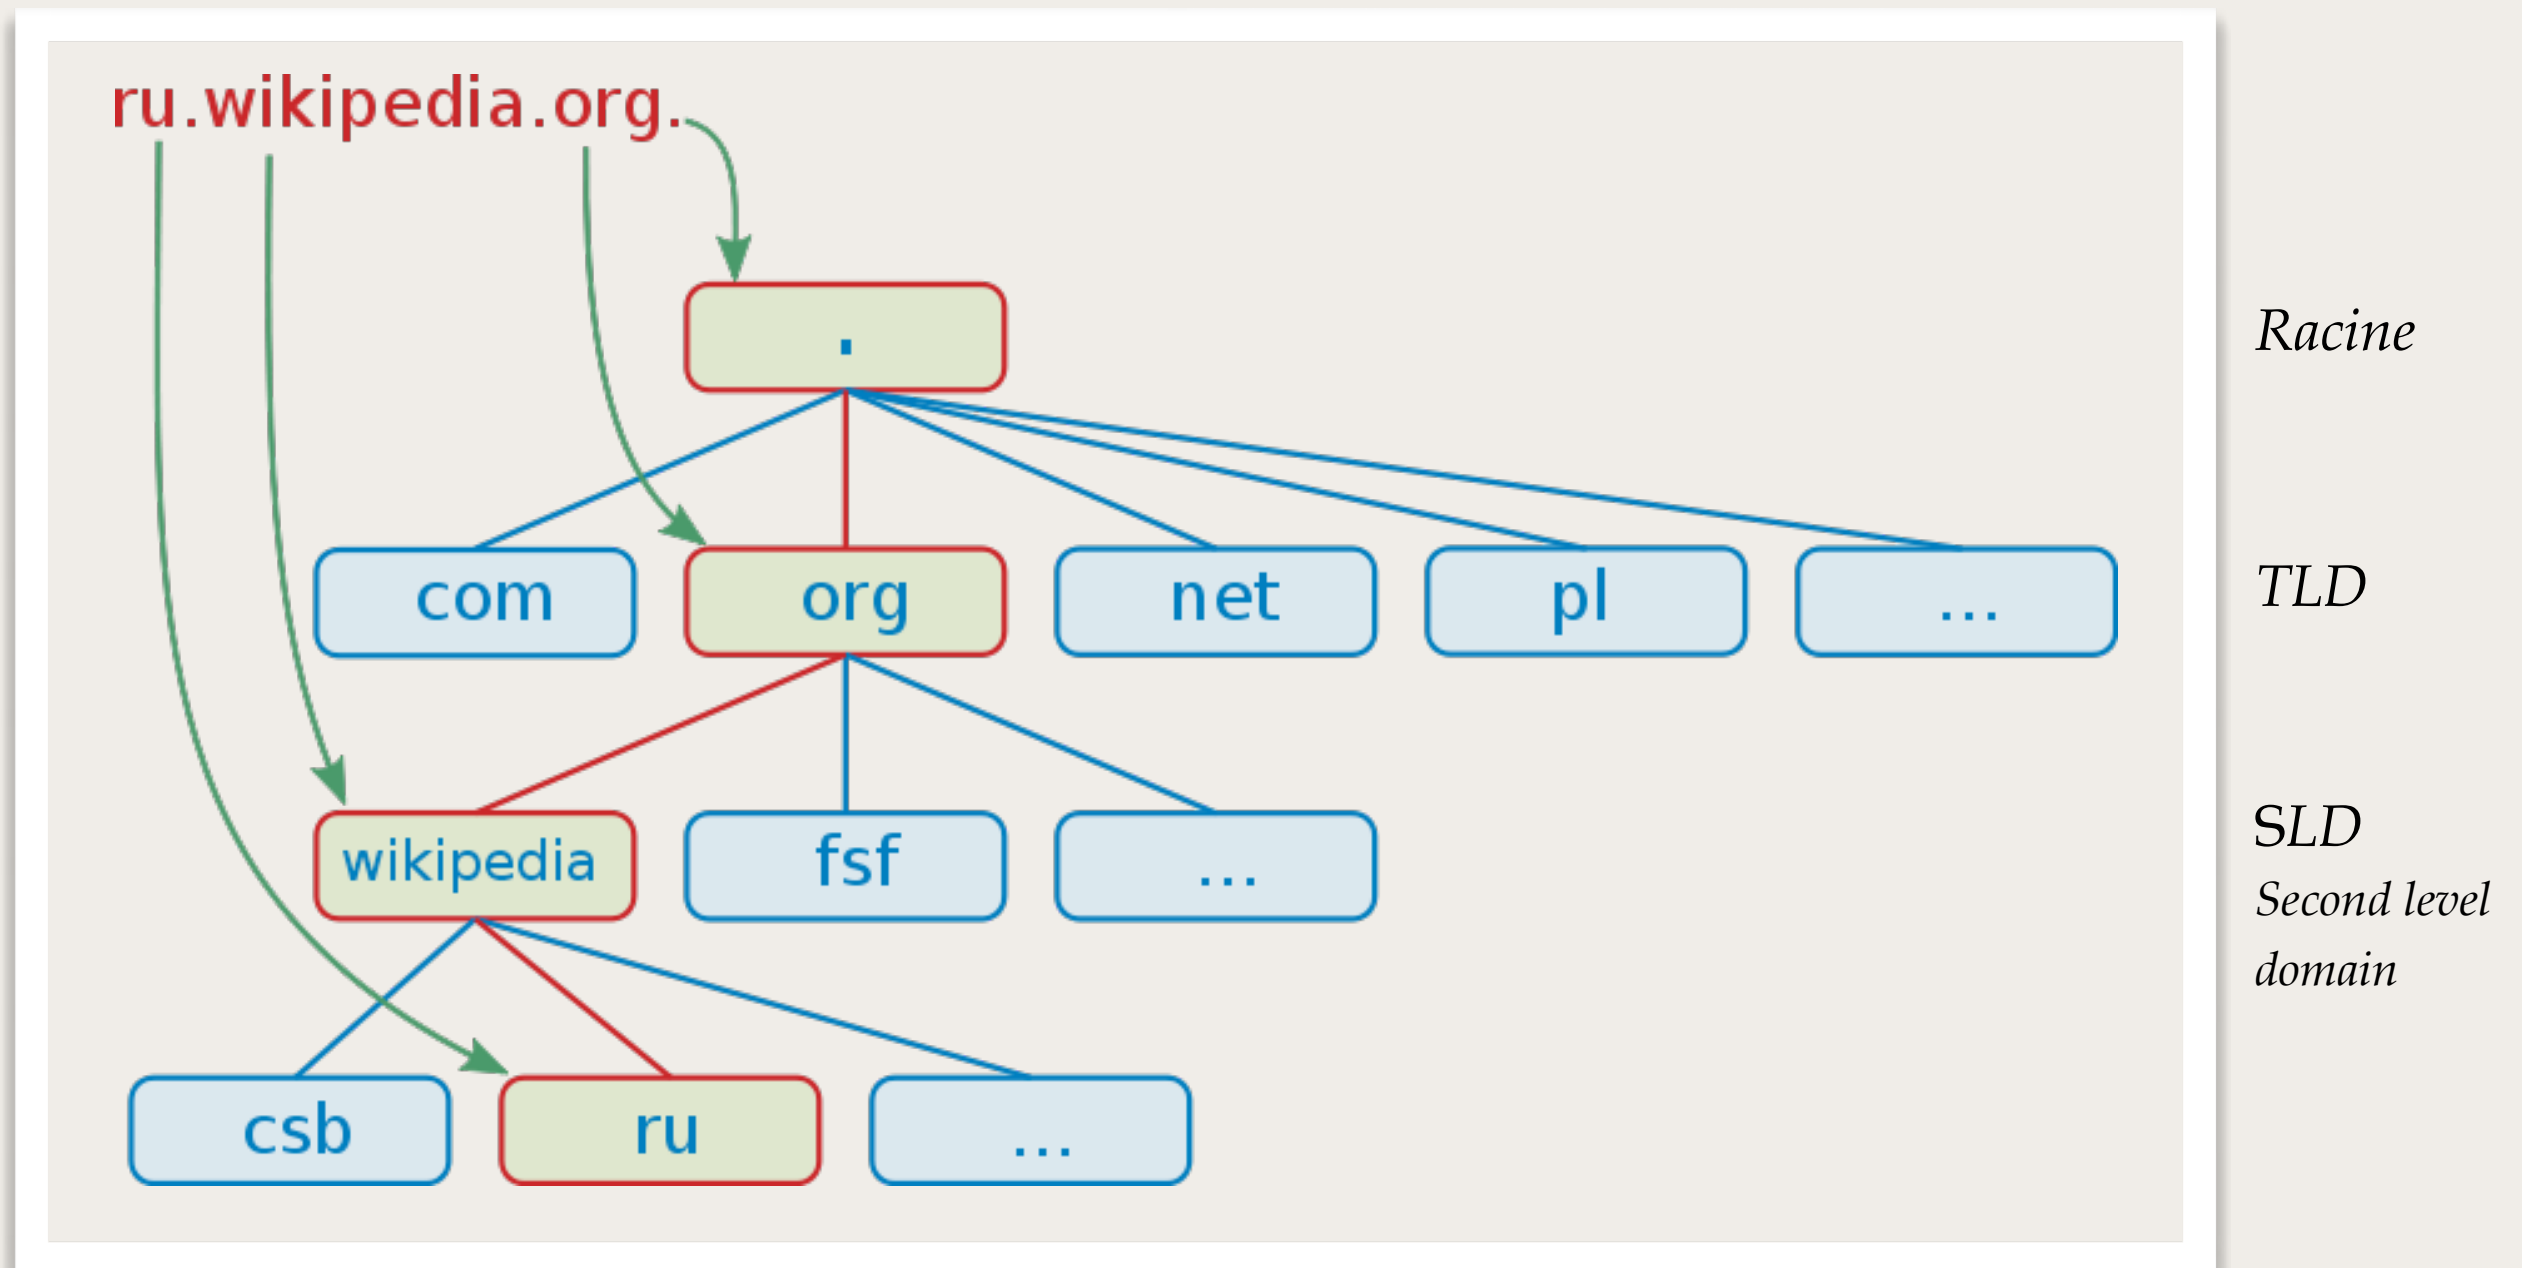 ru.wikipedia.org.
.
Racine
com
org
net
pl
...
TLD
wikipedia
fsf
...
SLD
Second level
domain
csb
ru
...